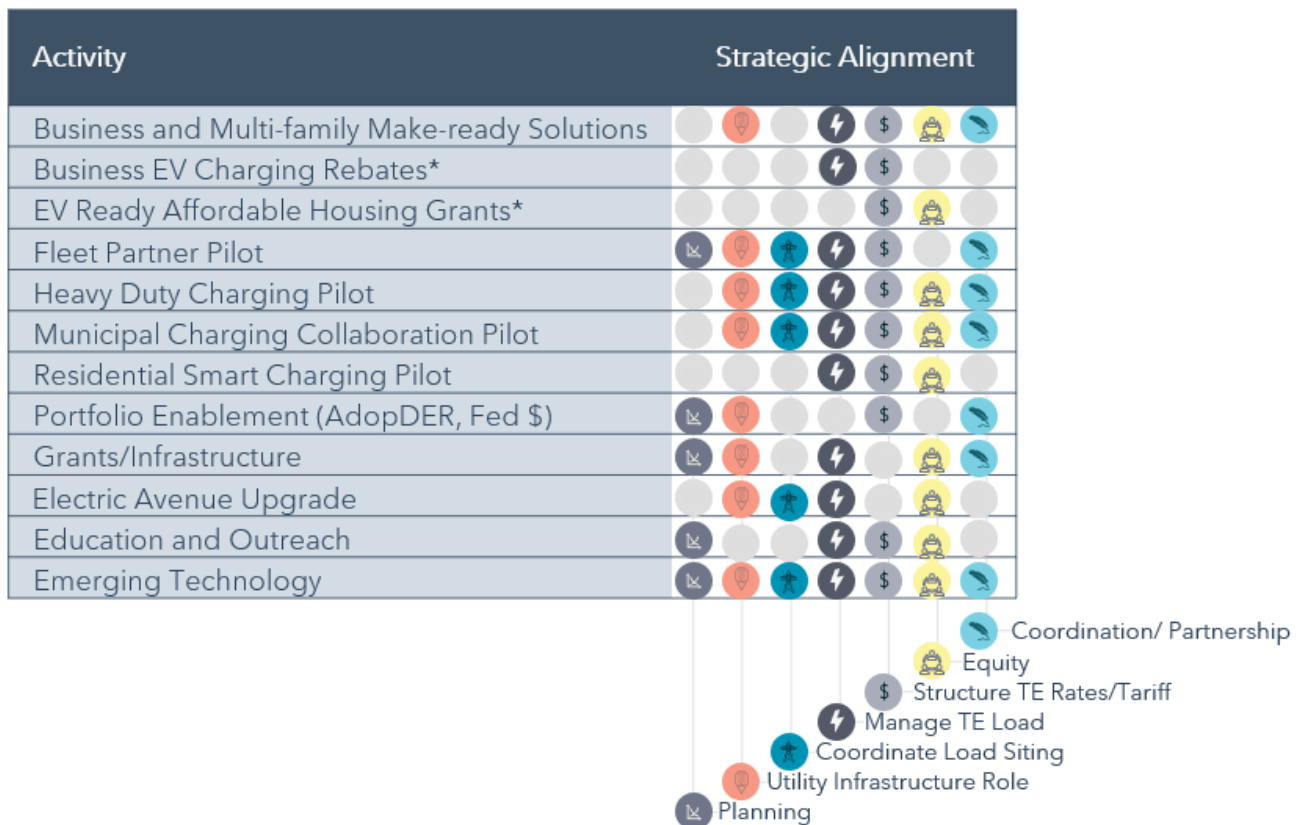 Activity Strategic Alignment
Business and Multi-family Make-ready Solutions $
Business EV Charging Rebates* $
EV Ready Affordable Housing Grants* $
Fleet Partner Pilot $
Heavy Duty Charging Pilot $
Municipal Charging Collaboration Pilot $
Residential Smart Charging Pilot $
Portfolio Enablement (AdopDER, Fed $) $
Grants/Infrastructure
Electric Avenue Upgrade
Education and Outreach $
Emerging Technology $
Coordination/ Partnership
Equity
$ Structure TE Rates/Tariff
Manage TE Load
Coordinate Load Siting
Utility Infrastructure Role
Planning